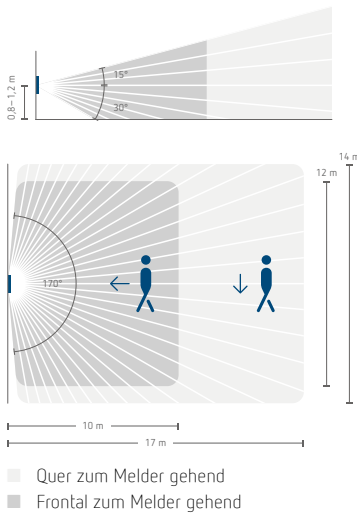 15°
30°
0,8–1,2 m
14 m
12 m
170°
10 m
17 m
Quer zum Melder gehend
Frontal zum Melder gehend